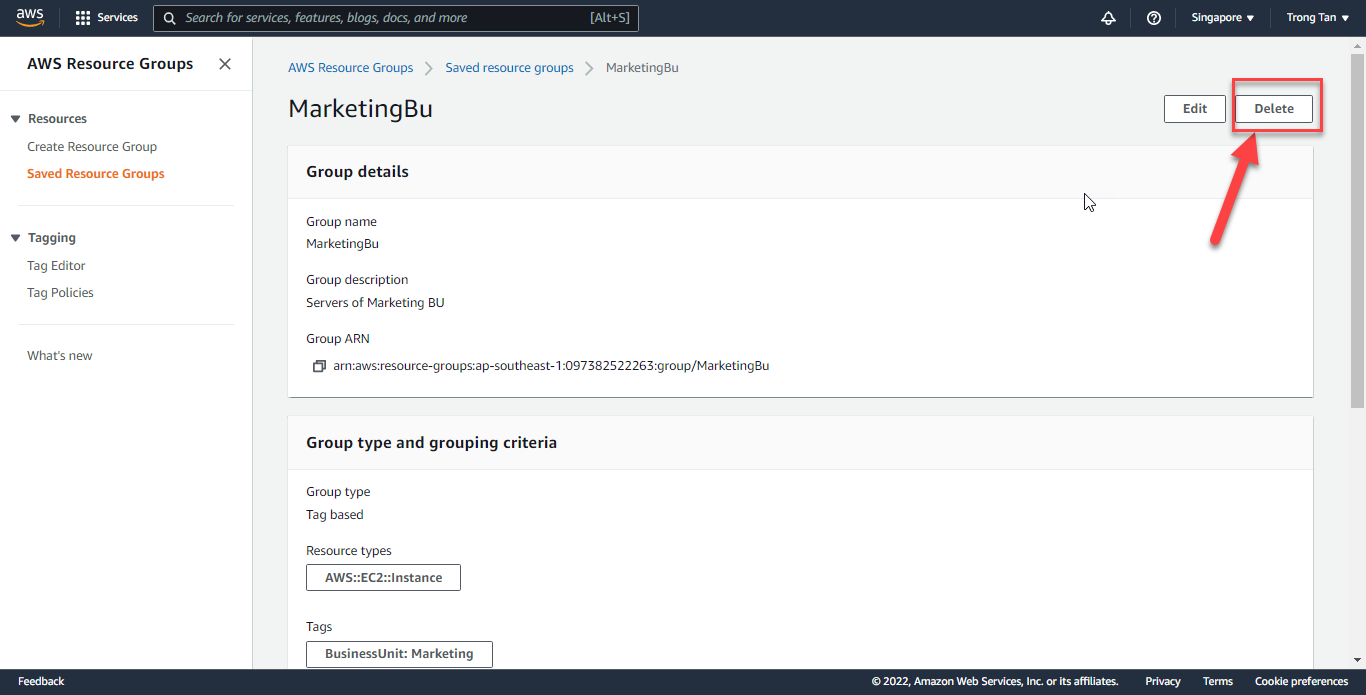 aws
Services
Search for services, features, blogs, docs, and more
[Alt+S]
Singapore
Trong Tan
AWS Resource Groups
Resources
Create Resource Group
Saved Resource Groups
Tagging
Tag Editor
Tag Policies
What's new
AWS Resource Groups
Saved resource groups
MarketingBu
MarketingBu
Edit
Delete
Group details
Group name
MarketingBu
Group description
Servers of Marketing BU
Group ARN
arn:aws:resource-groups:ap-southeast-1:097382522263:group/MarketingBu
Group type and grouping criteria
Group type
Tag based
Resource types
AWS::EC2::Instance
Tags
BusinessUnit: Marketing
Feedback
© 2022, Amazon Web Services, Inc. or its affiliates.
Privacy
Terms
Cookie preferences